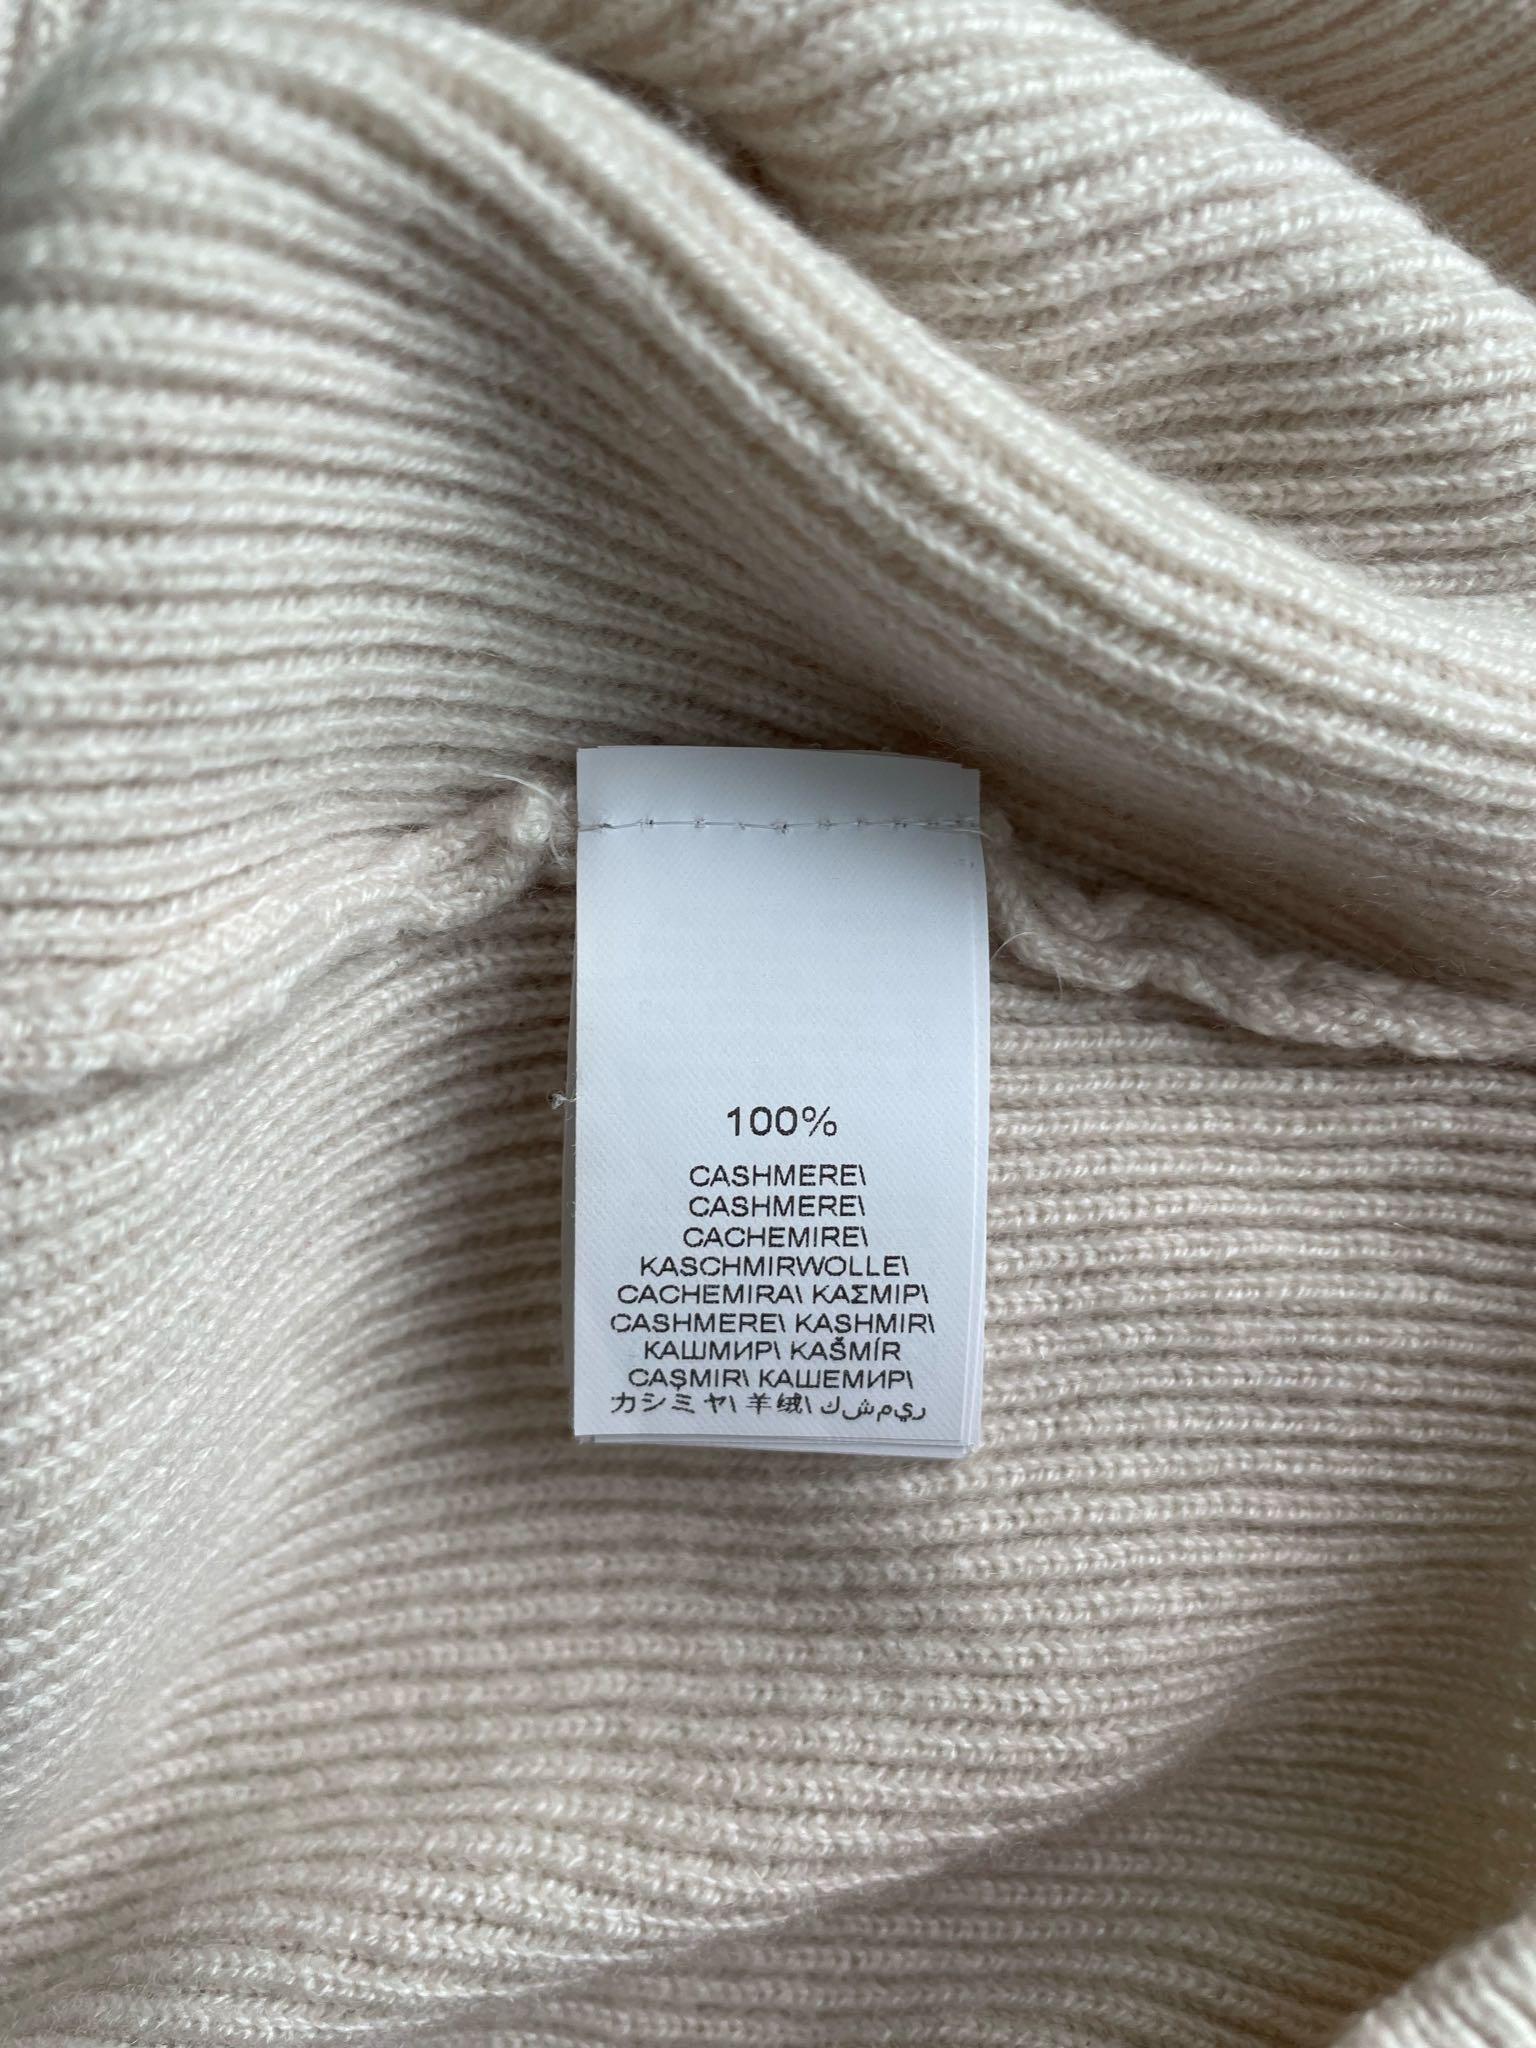 100%
CASHMERE\
CASHMERE\
CACHEMIRE\
KASCHMIRWOLLE\
CACHEMIRA\ ΚΑΣΜΙΡ\
CASHMERE\ KASHMIR\
КАШМИР\ KAŠMÍR
CAŞMIR\ КАШЕМИР\
カシミヤ\ 羊绒\ ك ش م ي ر